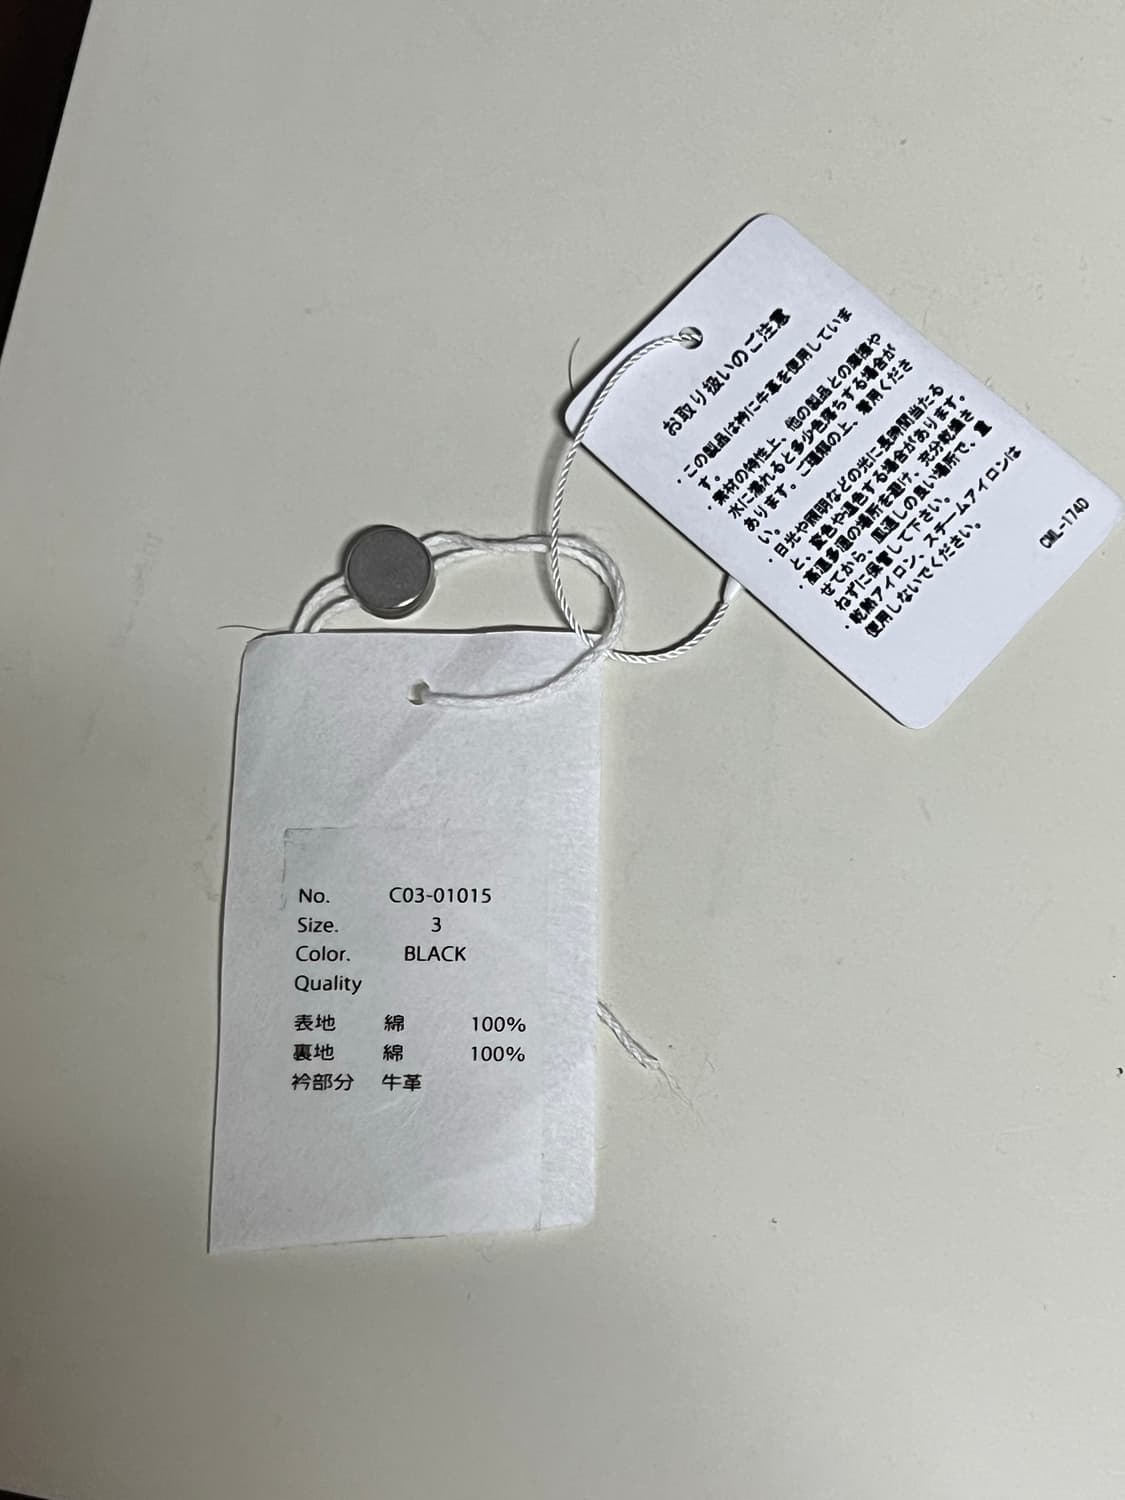 お取り扱いのご注意
・この製品は衿に牛革を使用していま
す。
・素材の特性上、他の製品との摩擦や
水に濡れると多少色落ちする場合が
あります。ご理解の上、着用くださ
い。
・日光や照明などの光に長時間当たる
と、変色や退色する場合があります。
・高温多湿の場所を避け、充分乾燥さ
せてから、風通しの良い場所で、重
ねずに保管して下さい。
・乾熱アイロン、スチームアイロンは
使用しないでください。
CML-174D
No. C03-01015
Size. 3
Color. BLACK
Quality
表地 綿 100%
裏地 綿 100%
衿部分 牛革